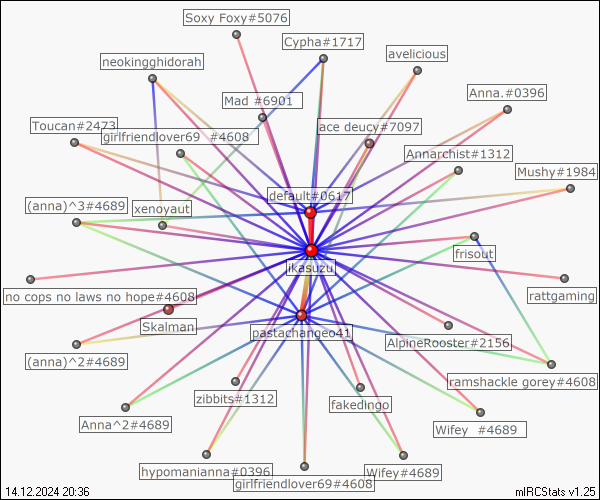 Soxy Foxy#5076
Cypha#1717
avelicious
neokingghidorah
Anna.#0396
Mad #6901
Toucan#2473
girlfriendlover69 #4608
ace deucy#7097
Annarchist#1312
Mushy#1984
default#0617
(anna)^3#4689
xenoyaut
frisout
ikasuzu
no cops no laws no hope#4608
rattgaming
Skalman
pastachangeo41
(anna)^2#4689
AlpineRooster#2156
ramshackle gorey#4608
zibbits#1312
fakedingo
Anna^2#4689
Wifey #4689
hypomanianna#0396
Wifey#4689
girlfriendlover69#4608
14.12.2024 20:36
mIRCStats v1.25